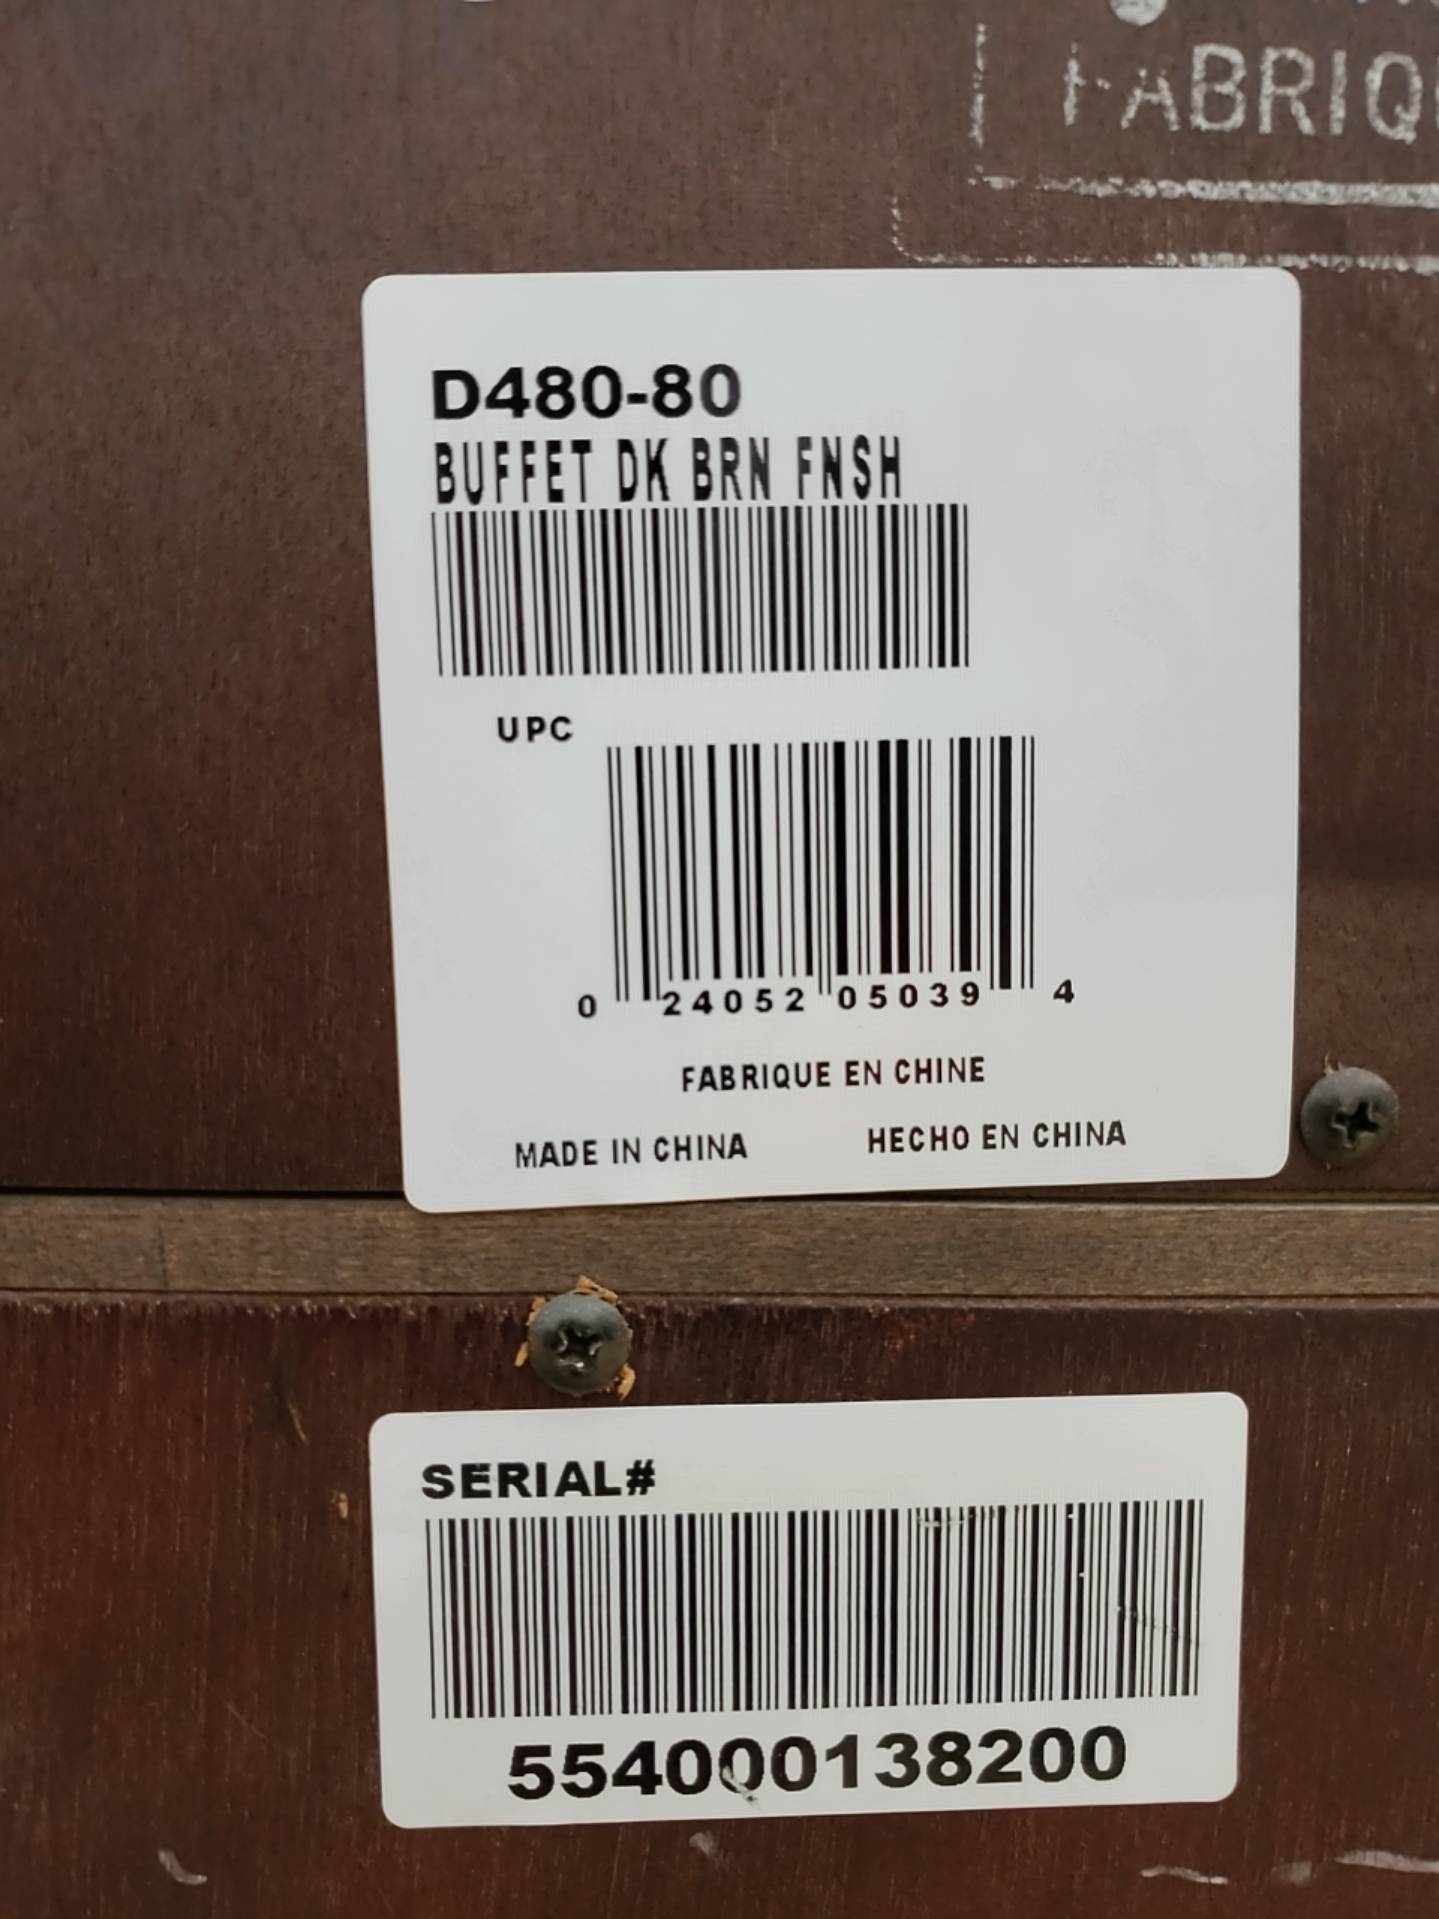 FABRIQ
D480-80
BUFFET DK BRN FNSH
UPC
0 24052 05039 4
FABRIQUE EN CHINE
MADE IN CHINA HECHO EN CHINA
SERIAL#
554000138200